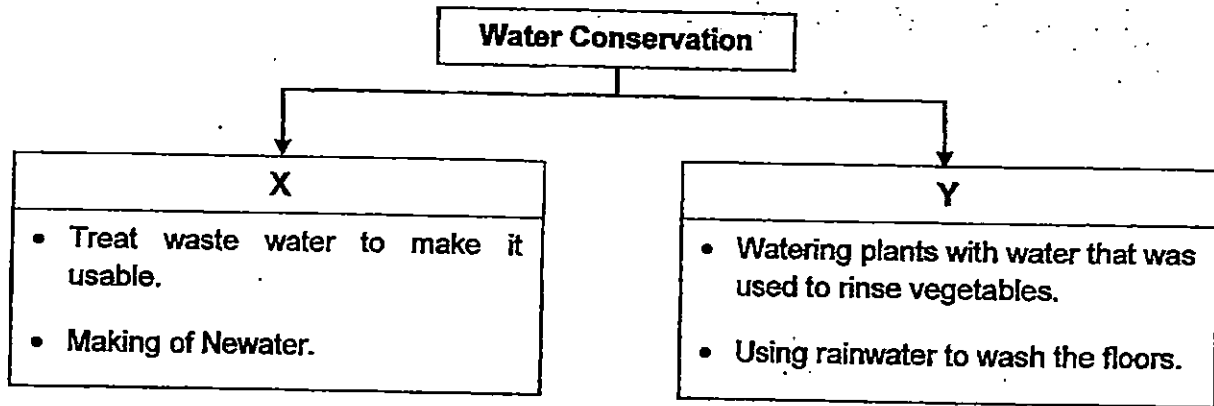 Water Conservation
X
• Treat waste water to make it
usable.
• Making of Newater.
Y
• Watering plants with water that was
used to rinse vegetables.
• Using rainwater to wash the floors.